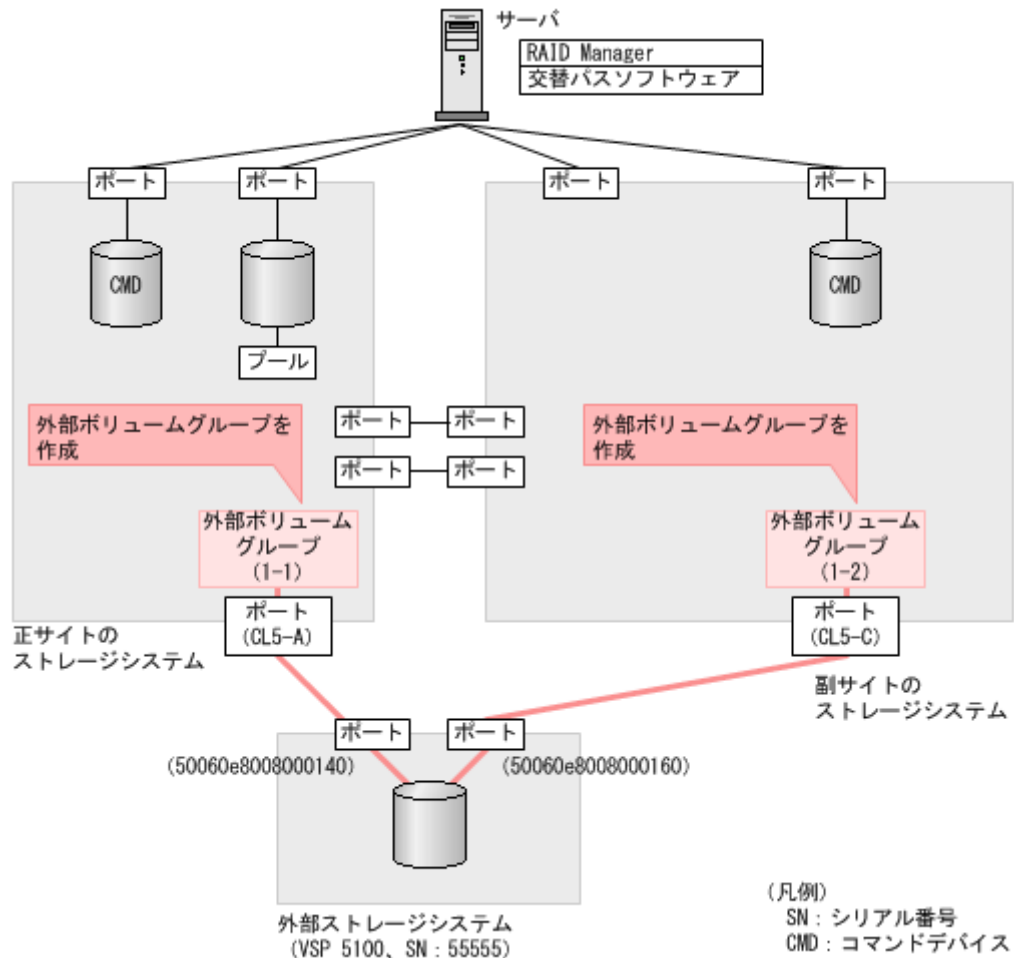 サーバ
RAID Manager
交替パスソフトウェア
ポート
ポート
ポート
ポート
CMD
CMD
プール
外部ボリュームグループを
作成
ポート
ポート
外部ボリュームグループを
作成
ポート
ポート
外部ボリューム
グループ
(1-1)
外部ボリューム
グループ
(1-2)
ポート
(CL5-A)
ポート
(CL5-C)
正サイトの
ストレージシステム
副サイトの
ストレージシステム
ポート
ポート
(50060e8008000140)
(50060e8008000160)
外部ストレージシステム
(VSP 5100、SN：55555)
(凡例)
SN：シリアル番号
CMD：コマンドデバイス